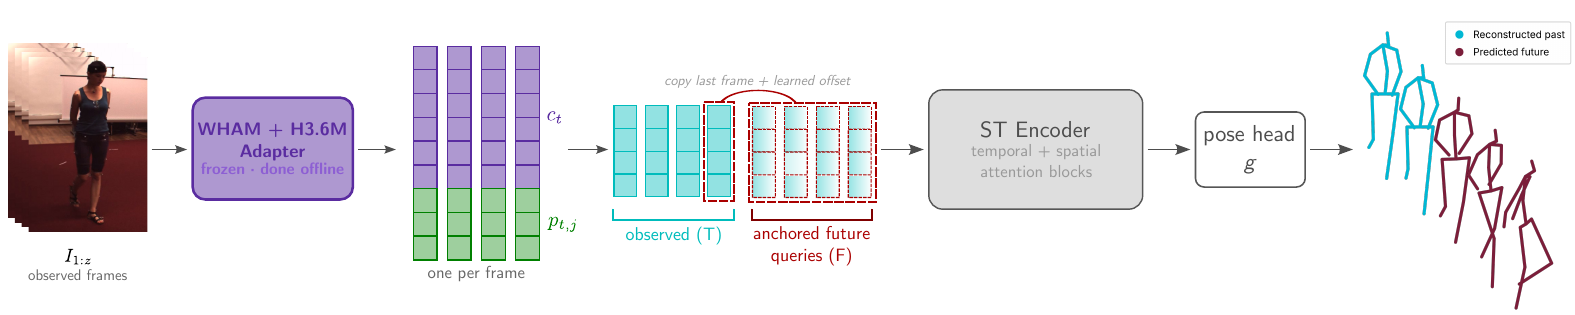 I_{1:z}
observed frames
WHAM + H3.6M
Adapter
frozen · done offline
c_t
p_{t,j}
one per frame
copy last frame + learned offset
observed (T)
anchored future
queries (F)
ST Encoder
temporal + spatial
attention blocks
pose head
g
Reconstructed past
Predicted future